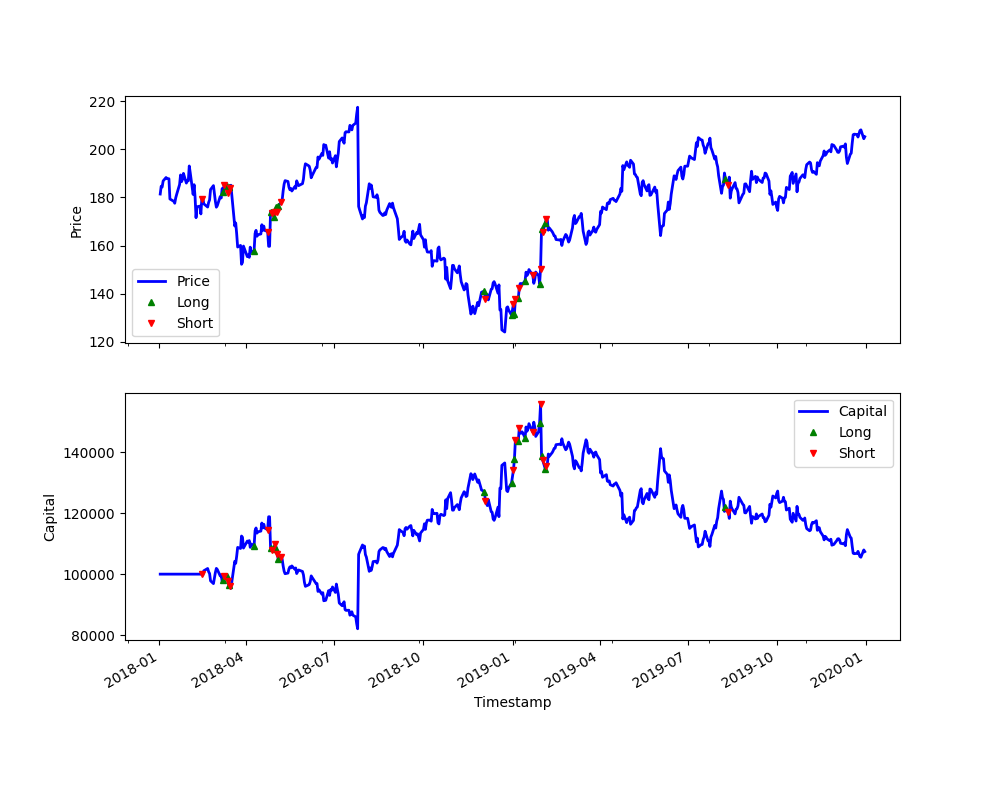 220
200
180
160
140
120
Price
Price
Long
Short
140000
120000
100000
80000
Capital
Capital
Long
Short
2018-01
2018-04
2018-07
2018-10
2019-01
2019-04
2019-07
2019-10
2020-01
Timestamp